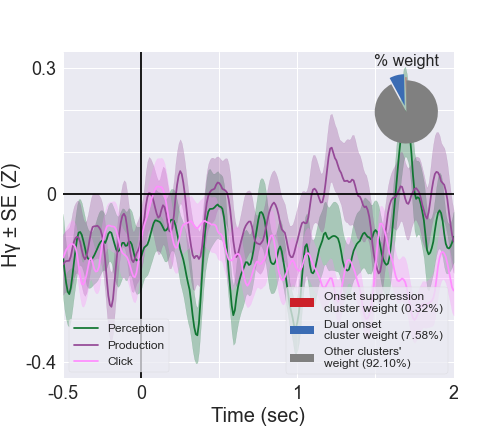 % weight
0.3
0
-0.4
Hγ ± SE (Z)
Perception
Production
Click
Onset suppression
cluster weight (0.32%)
Dual onset
cluster weight (7.58%)
Other clusters'
weight (92.10%)
-0.5
0
1
2
Time (sec)